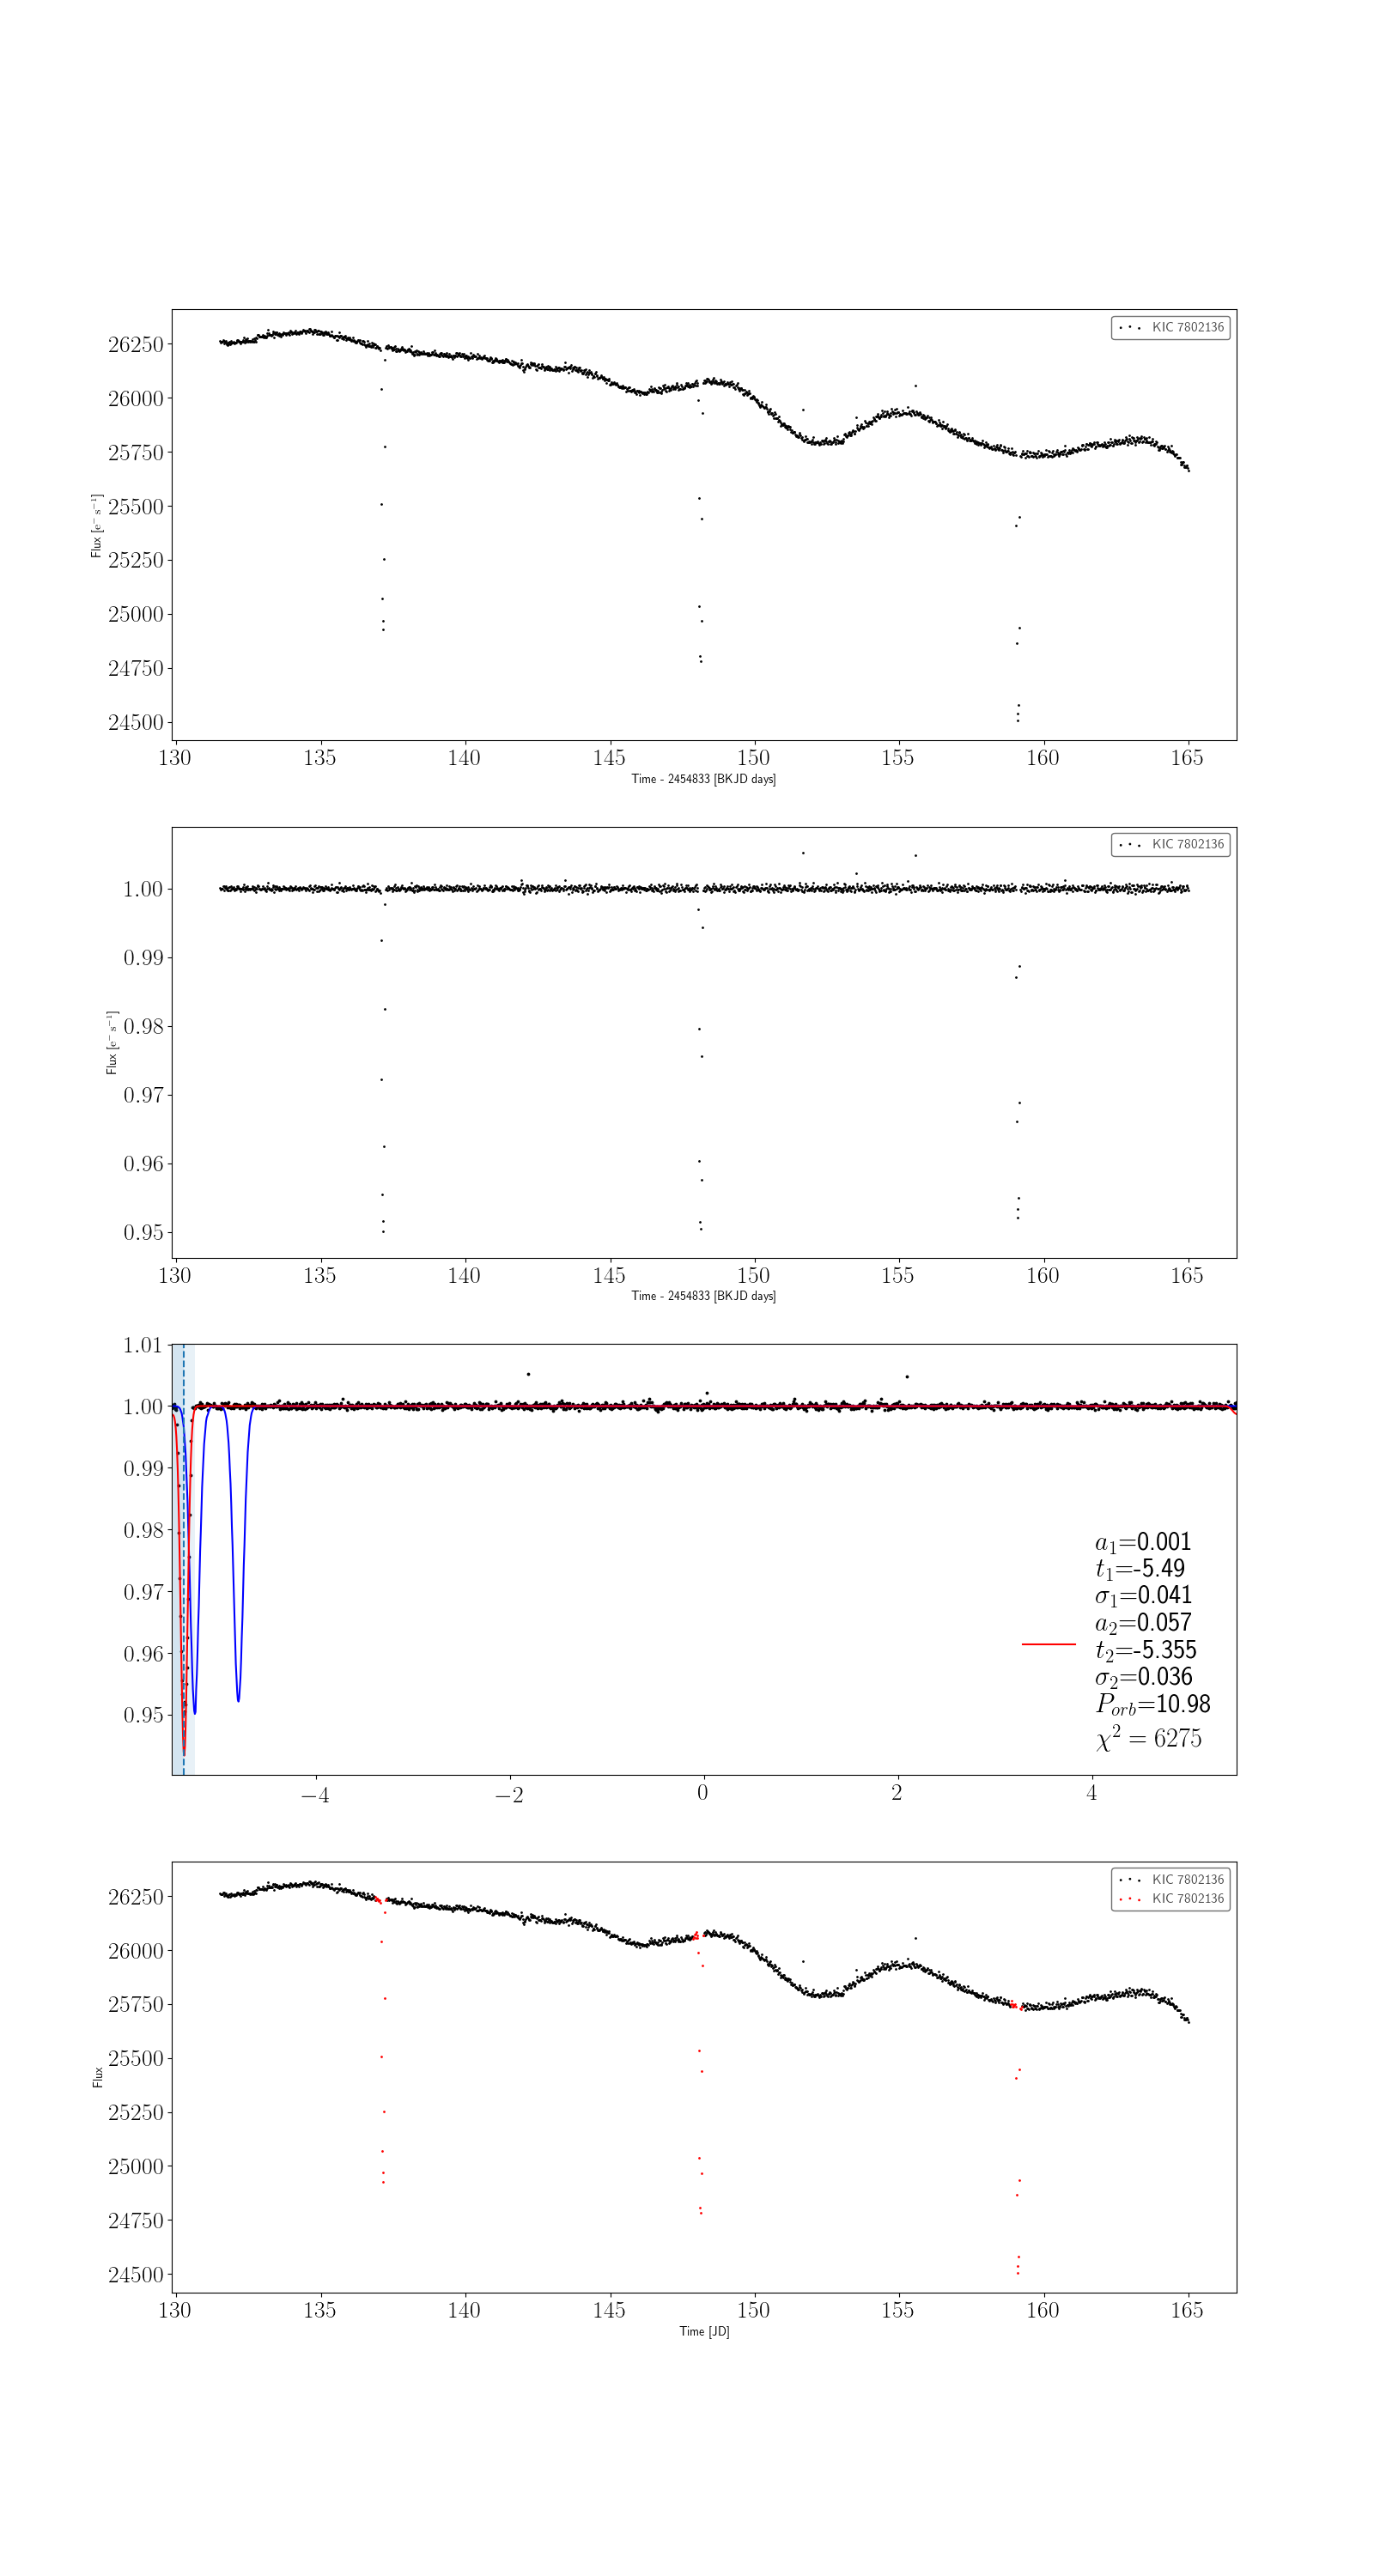 KIC 7802136
26250
26000
25750
25500
25250
25000
24750
24500
Flux [e⁻ s⁻¹]
130 135 140 145 150 155 160 165
Time - 2454833 [BKJD days]
KIC 7802136
1.00
0.99
0.98
0.97
0.96
0.95
Flux [e⁻ s⁻¹]
130 135 140 145 150 155 160 165
Time - 2454833 [BKJD days]
1.01
1.00
0.99
0.98
0.97
0.96
0.95
a₁=0.001
t₁=-5.49
σ₁=0.041
a₂=0.057
t₂=-5.355
σ₂=0.036
P_orb=10.98
χ² = 6275
−4 −2 0 2 4
KIC 7802136
KIC 7802136
26250
26000
25750
25500
25250
25000
24750
24500
Flux
130 135 140 145 150 155 160 165
Time [JD]